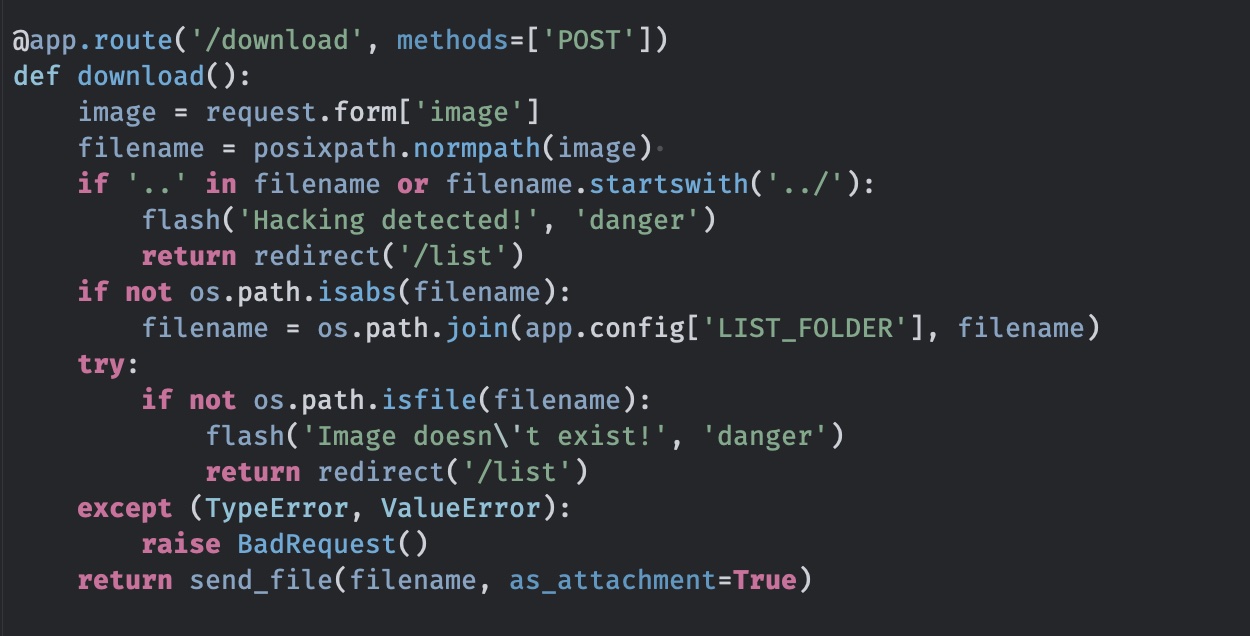 @app.route('/download', methods=['POST'])
def download():
    image = request.form['image']
    filename = posixpath.normpath(image)
    if '..' in filename or filename.startswith('../'):
        flash('Hacking detected!', 'danger')
        return redirect('/list')
    if not os.path.isabs(filename):
        filename = os.path.join(app.config['LIST_FOLDER'], filename)
    try:
        if not os.path.isfile(filename):
            flash('Image doesn\'t exist!', 'danger')
            return redirect('/list')
    except (TypeError, ValueError):
        raise BadRequest()
    return send_file(filename, as_attachment=True)